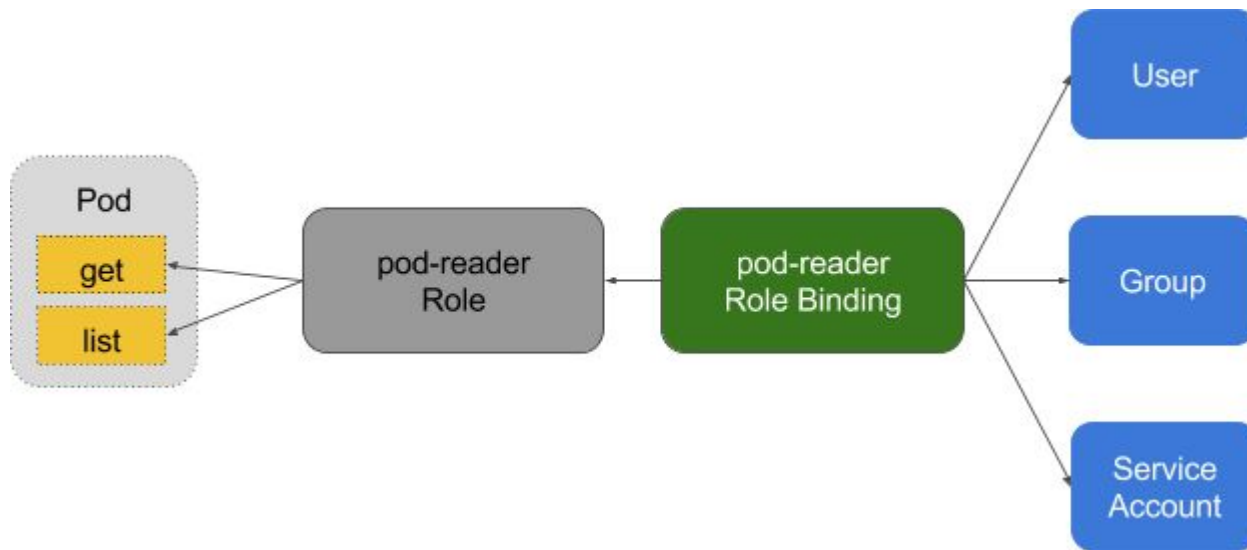 Pod
get
list
pod-reader
Role
pod-reader
Role Binding
User
Group
Service
Account